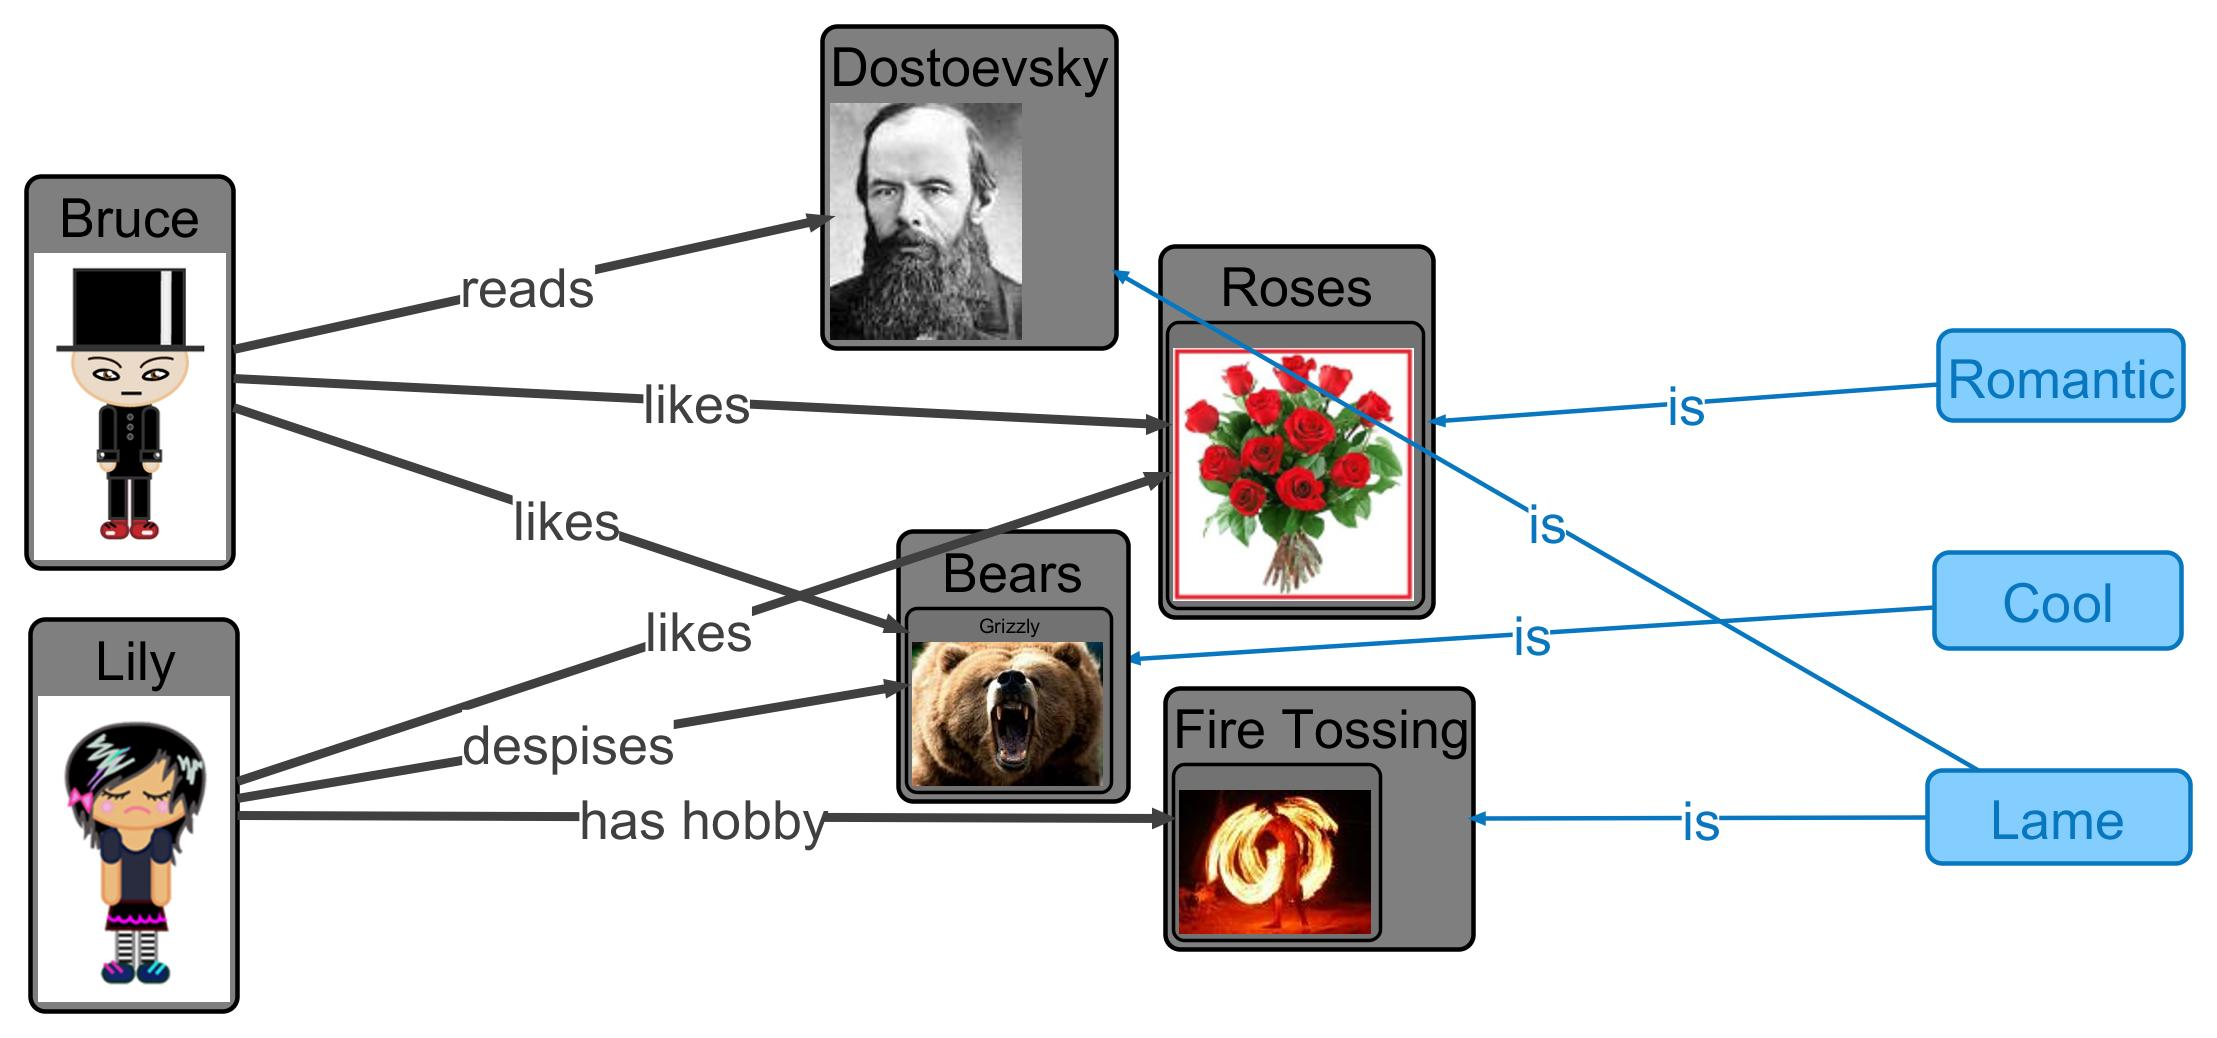 Dostoevsky
Bruce
reads
Roses
likes
Romantic
is
likes
is
Bears
Grizzly
Cool
is
Lily
likes
despises
Fire Tossing
has hobby
is
Lame